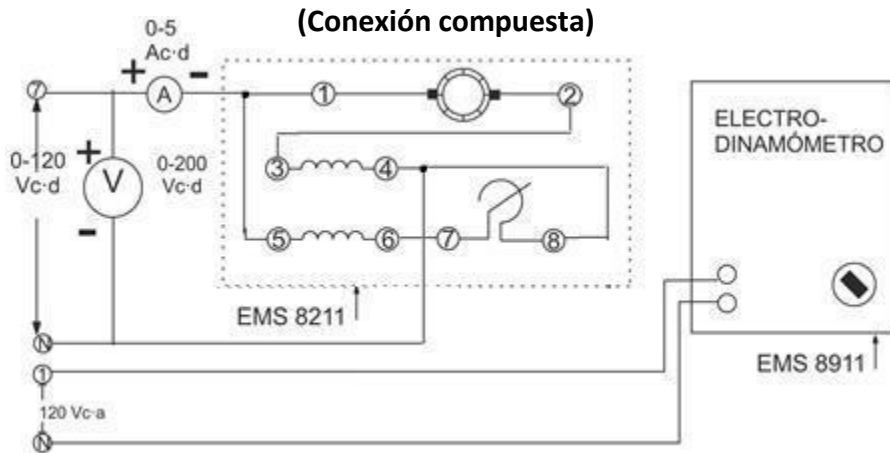 (Conexión compuesta)
0-5
Ac·d
+ A -
7
1
2
ELECTRO-
DINAMÓMETRO
0-120
Vc·d
+
V
-
0-200
Vc·d
3
4
5
6
7
8
EMS 8211
N
EMS 8911
1
120 Vc·a
N